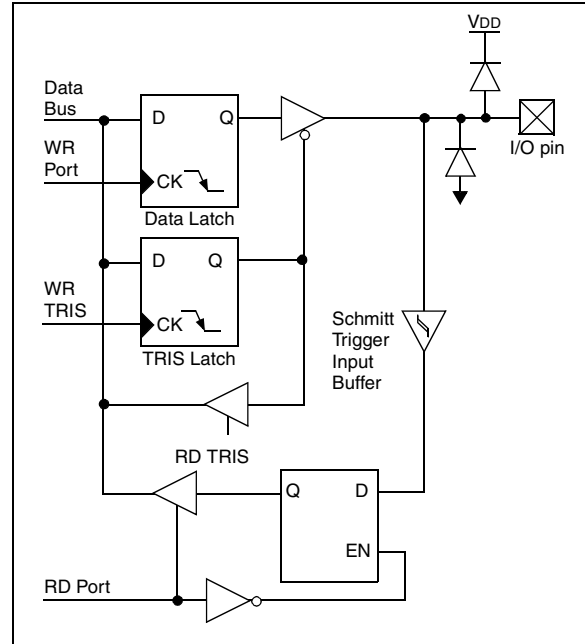 VDD
Data
Bus
D
Q
I/O pin
WR
Port
CK
Data Latch
D
Q
WR
TRIS
CK
TRIS Latch
Schmitt
Trigger
Input
Buffer
RD TRIS
Q
D
EN
RD Port